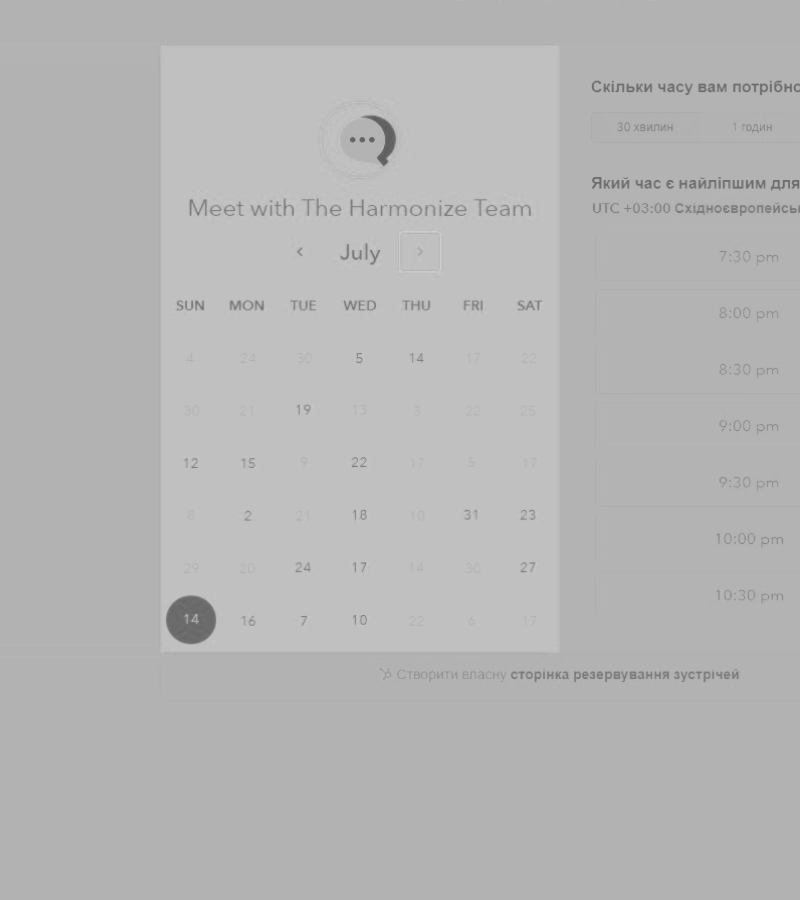 Meet with The Harmonize Team
July
SUN MON TUE WED THU FRI SAT
4 24 30 5 14 17 22
30 21 19 13 3 22 25
12 15 9 22 17 5 17
8 2 21 18 10 31 23
29 20 24 17 14 30 27
14 16 7 10 22 6 17
Скільки часу вам потрібно
30 хвилин 1 годин
Який час є найліпшим для
UTC +03:00 Східноєвропейсь
7:30 pm
8:00 pm
8:30 pm
9:00 pm
9:30 pm
10:00 pm
10:30 pm
Створити власну сторінка резервування зустрічей